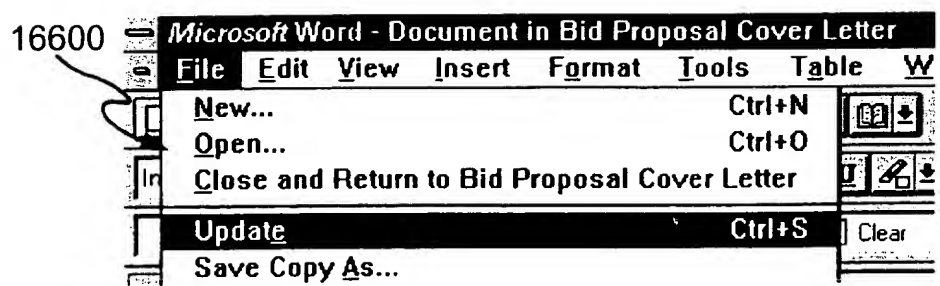 16600
Microsoft Word - Document in Bid Proposal Cover Letter
File Edit View Insert Format Tools Table W
New... Ctrl+N
Open... Ctrl+O
In
Close and Return to Bid Proposal Cover Letter U
Update Ctrl+S Clear
Save Copy As...